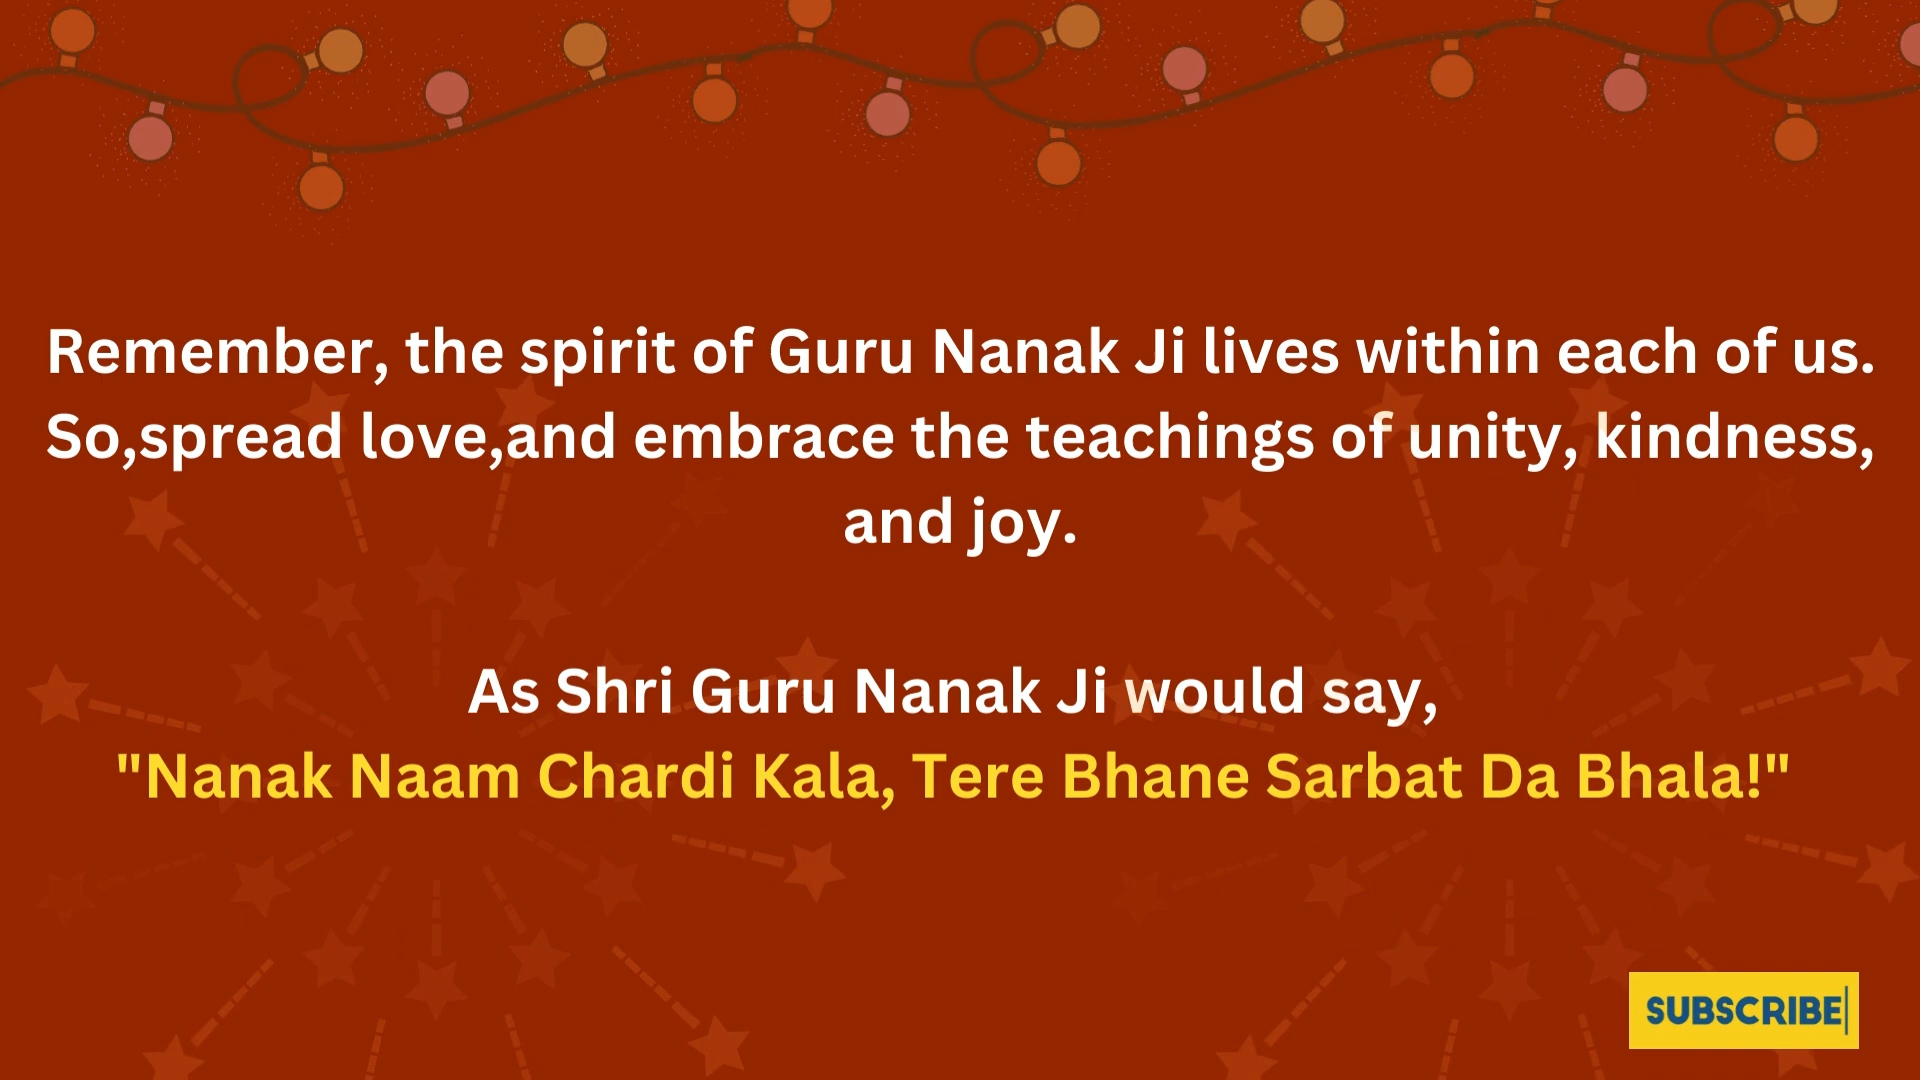 Remember, the spirit of Guru Nanak Ji lives within each of us.
So,spread love,and embrace the teachings of unity, kindness,
and joy.
As Shri Guru Nanak Ji would say,
"Nanak Naam Chardi Kala, Tere Bhane Sarbat Da Bhala!"
SUBSCRIBE